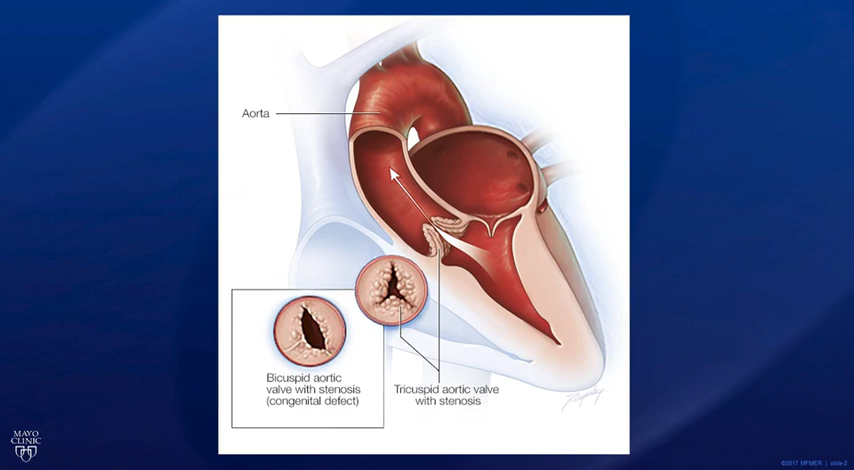 Aorta
Bicuspid aortic
valve with stenosis
(congenital defect)
Tricuspid aortic valve
with stenosis
MAYO
CLINIC
©2017 MFMER | slide-2